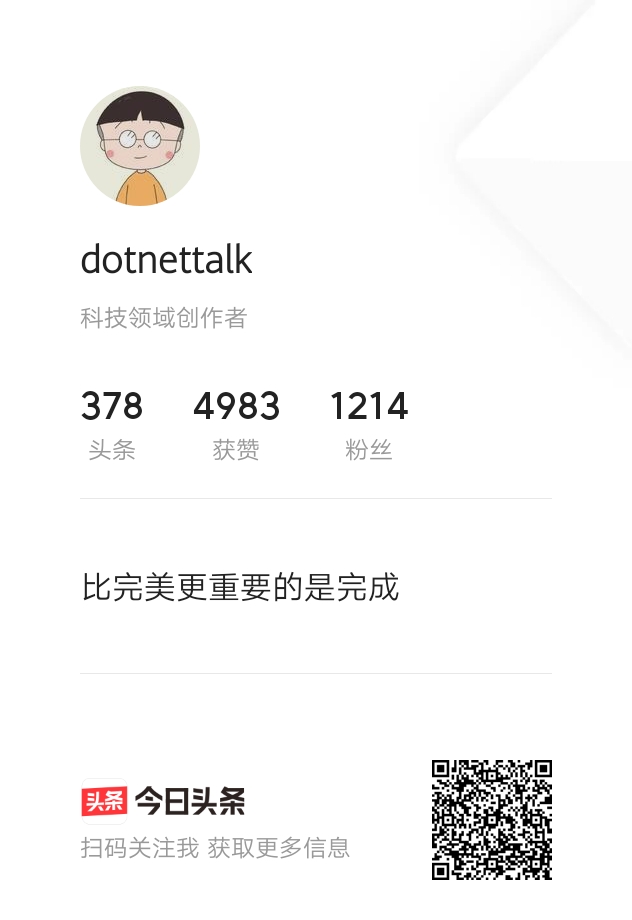 dotnettalk
科技领域创作者
378 4983 1214
头条 获赞 粉丝
比完美更重要的是完成
头条 今日头条
扫码关注我 获取更多信息